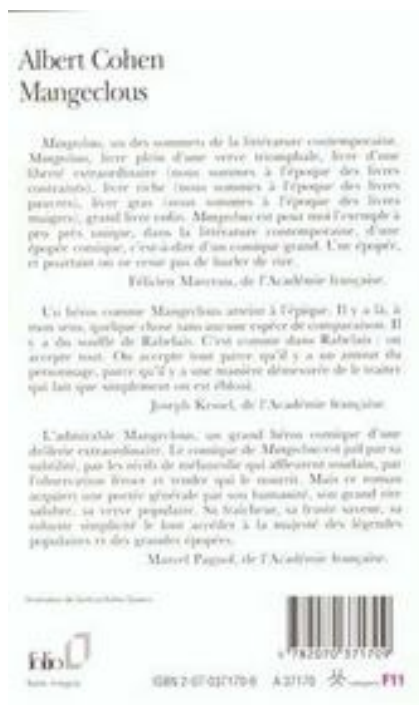 Albert Cohen
Mangeclous
Mangeclous, un des sommets de la littérature contemporaine.
Mangeclous, livre plein d'une verve triomphale, livre d'une
liberté extraordinaire (nous sommes à l'époque des livres
contraints), livre riche (nous sommes à l'époque des livres
pauvres), livre gras (nous sommes à l'époque des livres
maigres), grand livre enfin. Mangeclous est pour moi l'exemple à
peu près unique, dans la littérature contemporaine, d'une
épopée comique, c'est-à-dire d'un comique grand. Une épopée,
et pourtant on ne cesse pas de hurler de rire.
Félicien Marceau, de l'Académie française.
Un héros comme Mangeclous atteint à l'épique. Il y a là, à
mon sens, quelque chose sans aucune espèce de comparaison. Il
y a du souffle de Rabelais. C'est comme dans Rabelais : on
accepte tout. On accepte tout parce qu'il y a un amour du
personnage, parce qu'il y a une manière démesurée de le traiter
qui fait que simplement on est ébloui.
Joseph Kessel, de l'Académie française.
L'admirable Mangeclous, un grand héros comique d'une
drôlerie extraordinaire. Le comique de Mangeclous est poli par sa
subtilité, par les récifs de mélancolie qui affleurent soudain, par
l'observation féroce et tendre qui le nourrit. Mais ce roman
acquiert une portée générale par son humanité, son grand rire
salubre, sa verve populaire. Sa fraîcheur, sa franche saveur, sa
robuste simplicité le font accéder à la majesté des légendes
populaires et des grandes épopées.
Marcel Pagnol, de l'Académie française.
9 782070 371709
folio
Texte intégral
ISBN 2-07-037170-6 A 37170 F11